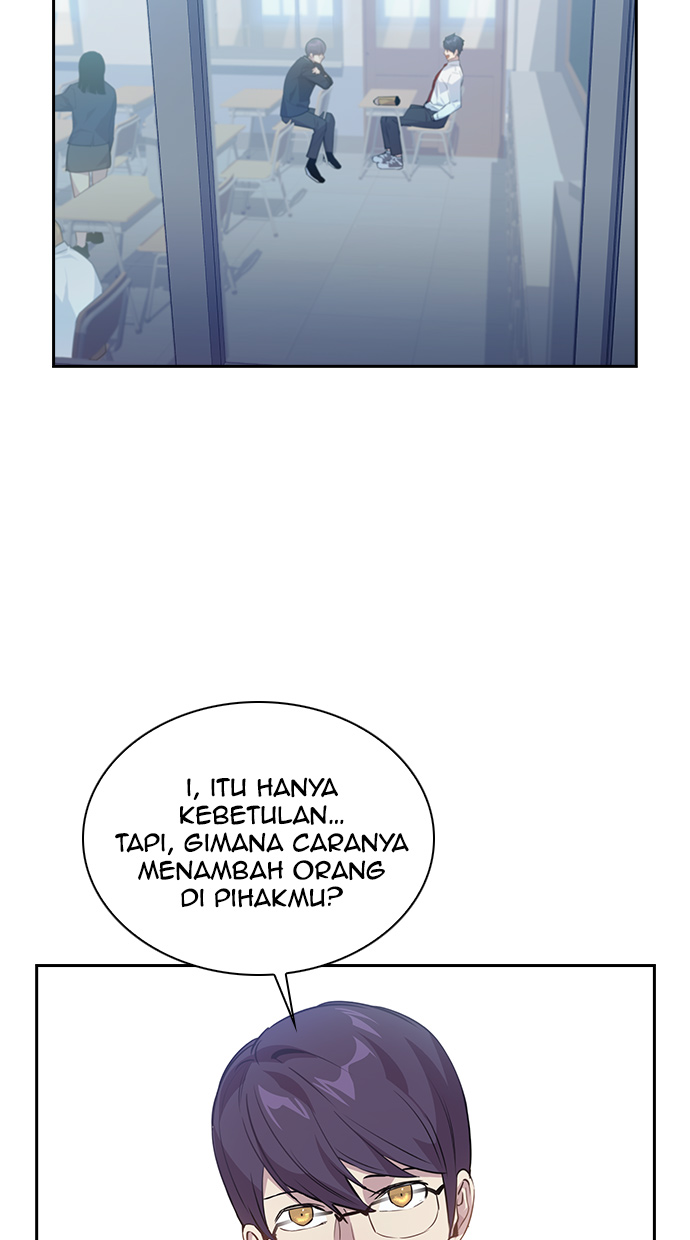 I, ITU HANYA
KEBETULAN...
TAPI, GIMANA CARANYA
MENAMBAH ORANG
DI PIHAKMU?